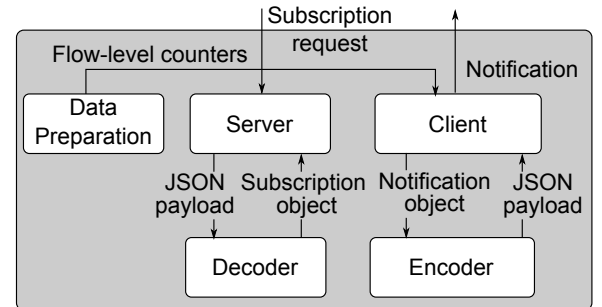 Subscription
request
Flow-level counters
Notification
Data
Preparation
Server
Client
JSON
payload
Subscription
object
Notification
object
JSON
payload
Decoder
Encoder